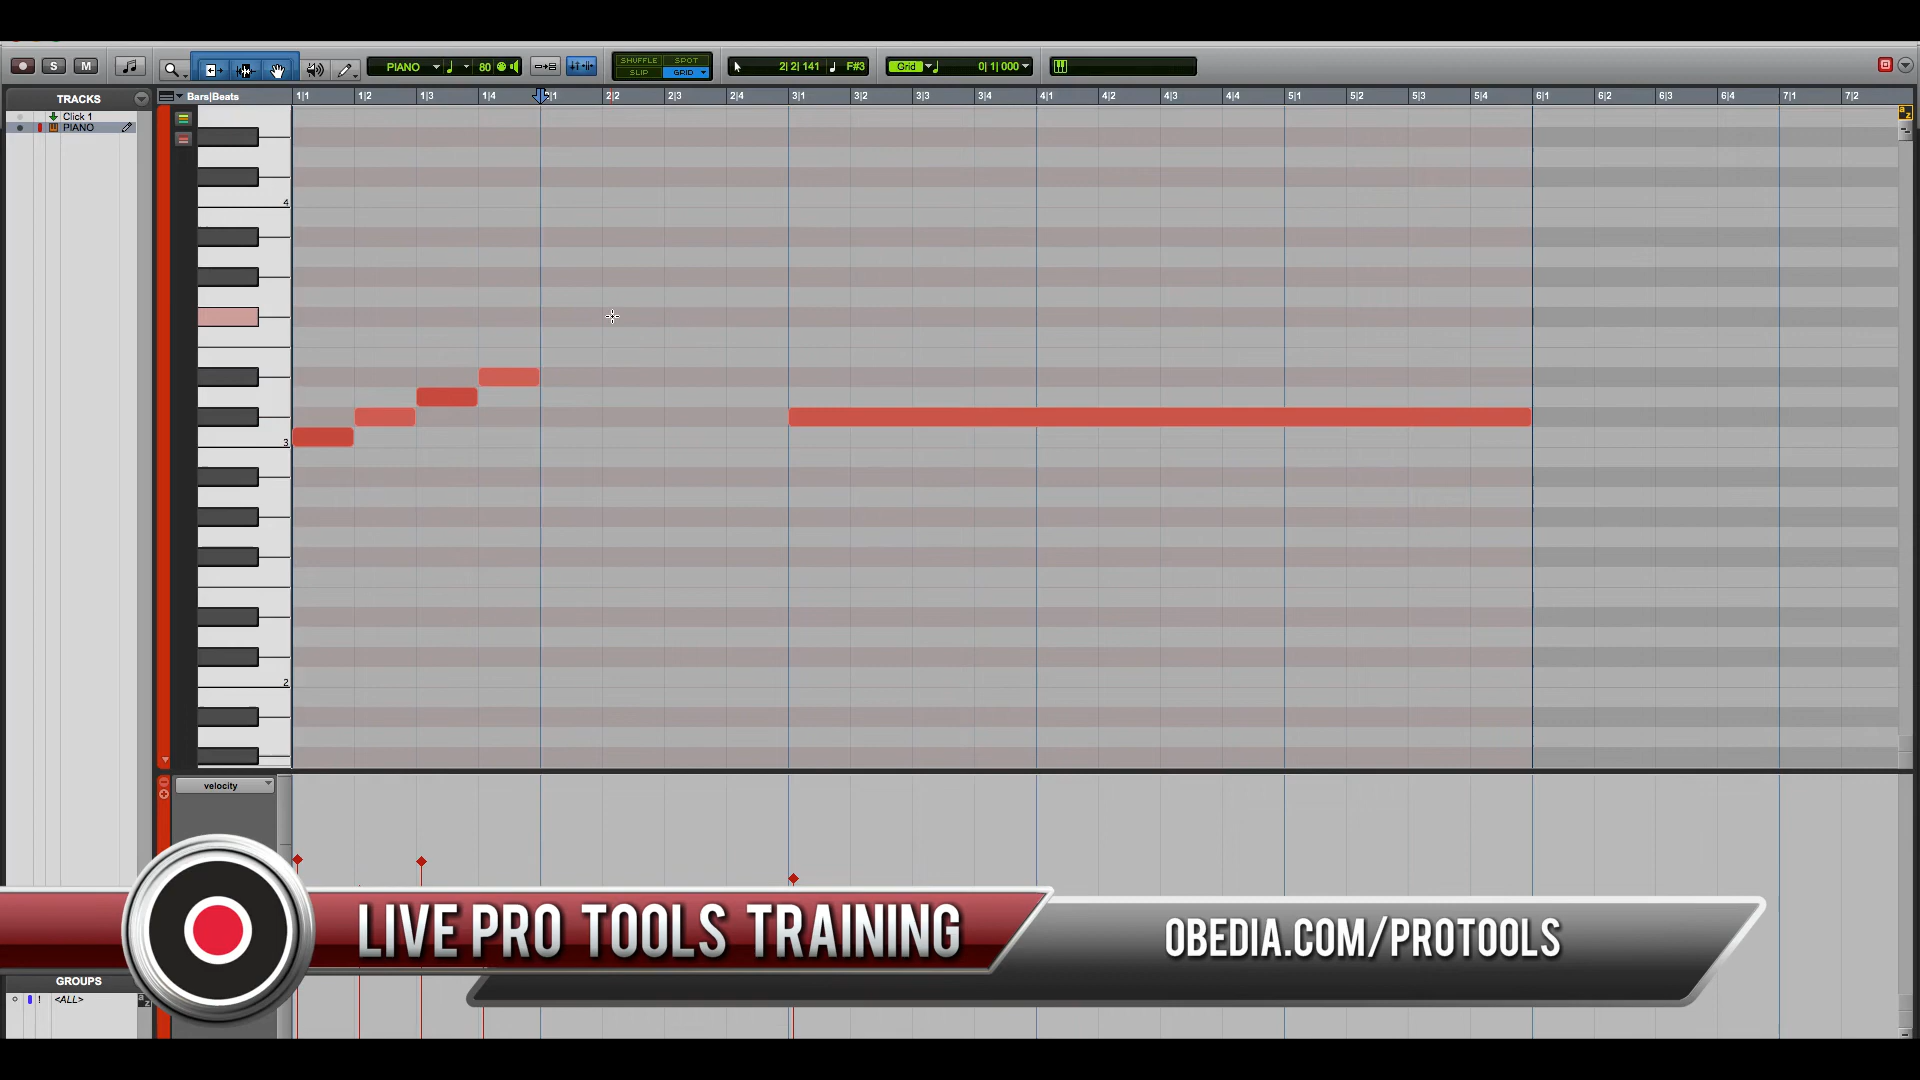 S
M
PIANO
80
SHUFFLE SPOT
SLIP GRID
2| 2| 141
F#3
Grid
0| 1| 000
TRACKS
Bars|Beats
1|1 1|2 1|3 1|4 2|1 2|2 2|3 2|4 3|1 3|2 3|3 3|4 4|1 4|2 4|3 4|4 5|1 5|2 5|3 5|4 6|1 6|2 6|3 6|4 7|1 7|2
Click 1
PIANO
a
z
4
3
2
velocity
LIVE PRO TOOLS TRAINING
OBEDIA.COM/PROTOOLS
GROUPS
! <ALL>
a
z